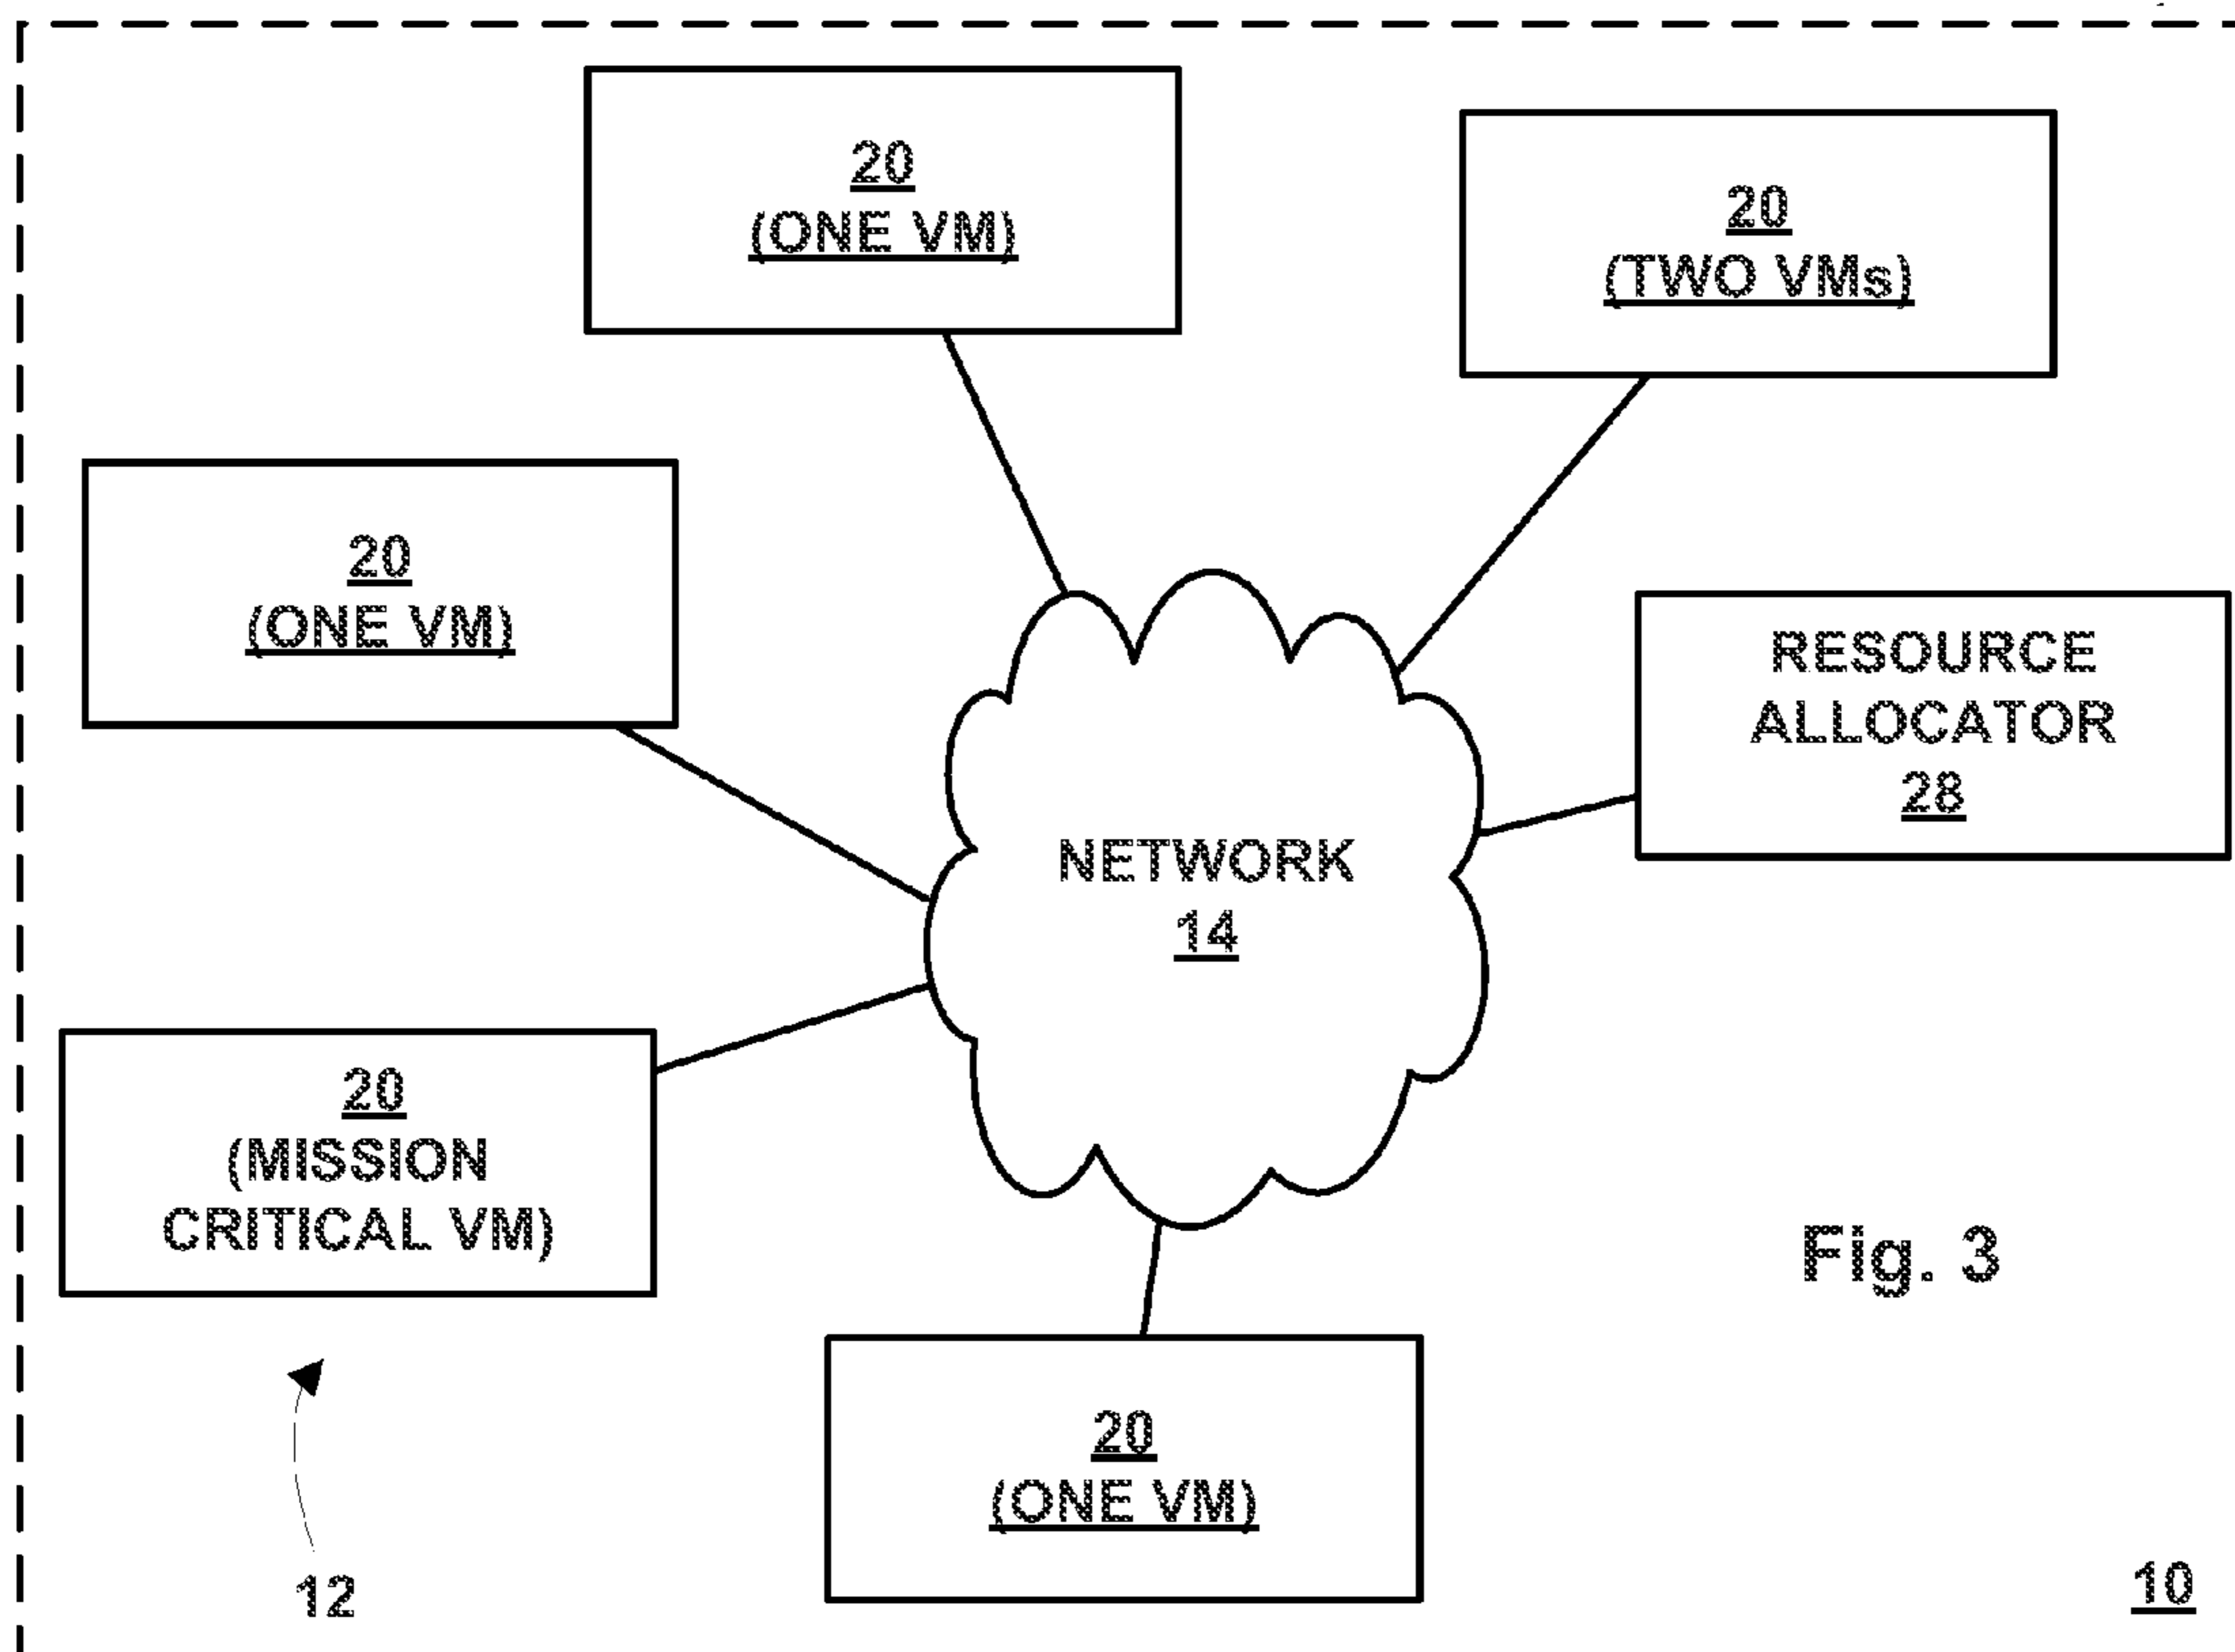 20
(ONE VM)
20
(TWO VMs)
20
(ONE VM)
RESOURCE
ALLOCATOR
28
NETWORK
14
20
(MISSION
CRITICAL VM)
Fig. 3
20
(ONE VM)
12
10